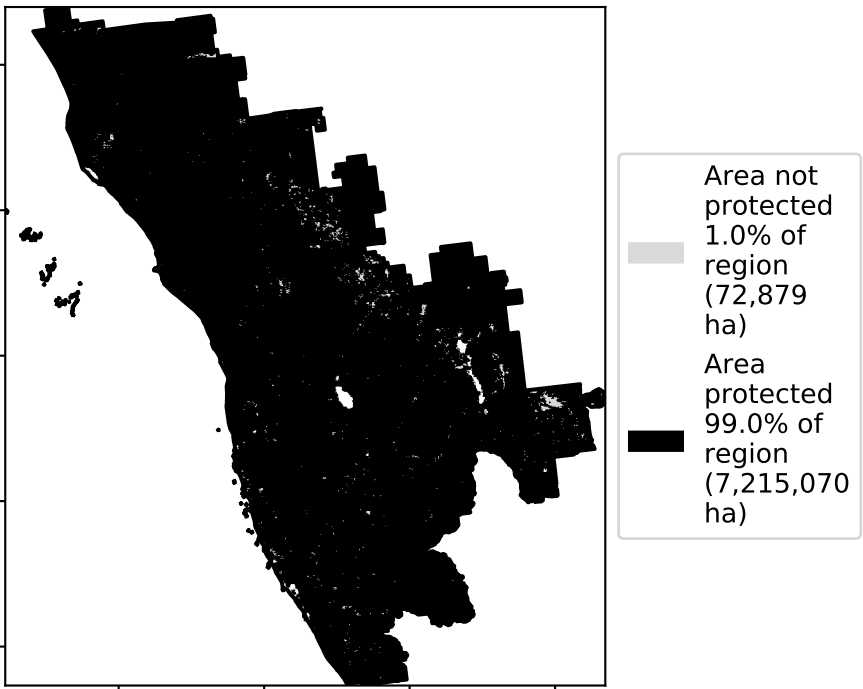 Area not
protected
1.0% of
region
(72,879
ha)
Area
protected
99.0% of
region
(7,215,070
ha)